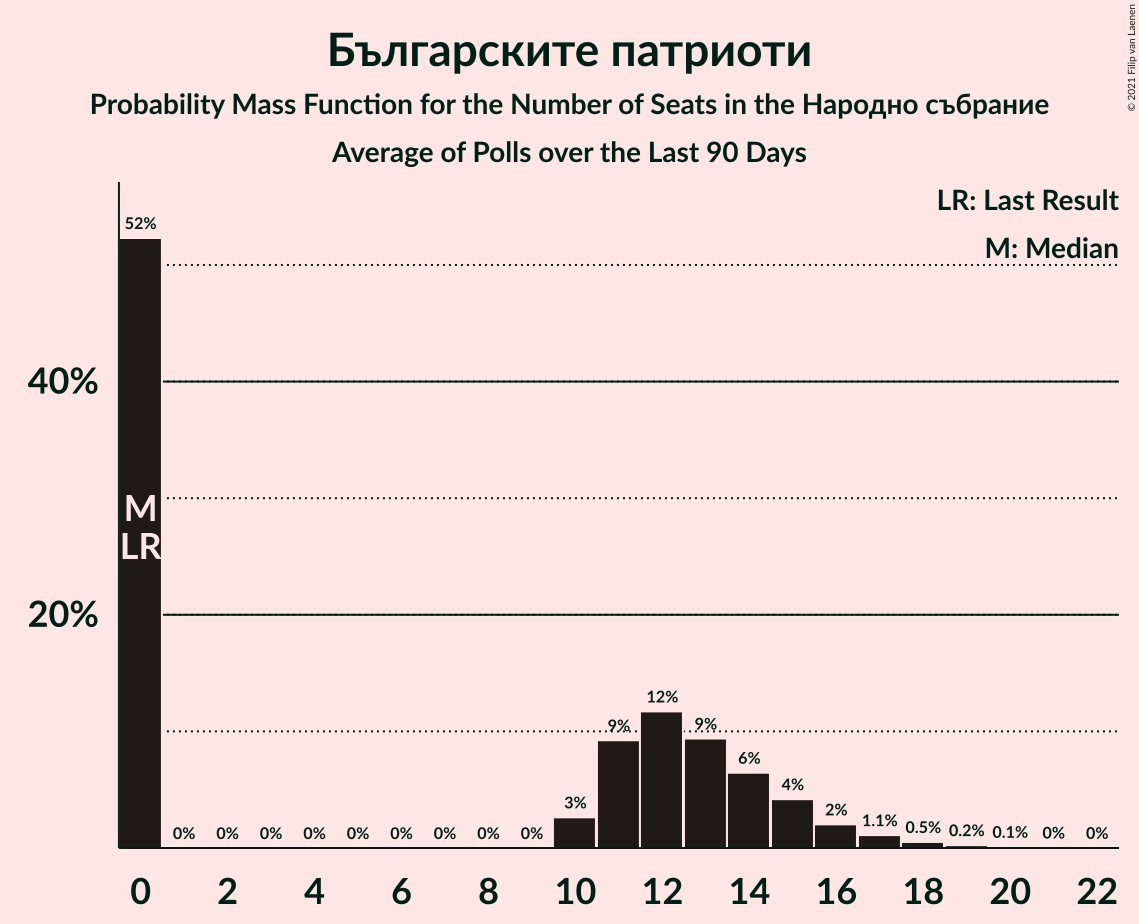 Българските патриоти
Probability Mass Function for the Number of Seats in the Народно събрание
Average of Polls over the Last 90 Days
© 2021 Filip van Laenen
LR: Last Result
M: Median
52%
40%
20%
M
LR
0% 0% 0% 0% 0% 0% 0% 0% 0% 3% 9% 12% 9% 6% 4% 2% 1.1% 0.5% 0.2% 0.1% 0% 0%
0 2 4 6 8 10 12 14 16 18 20 22